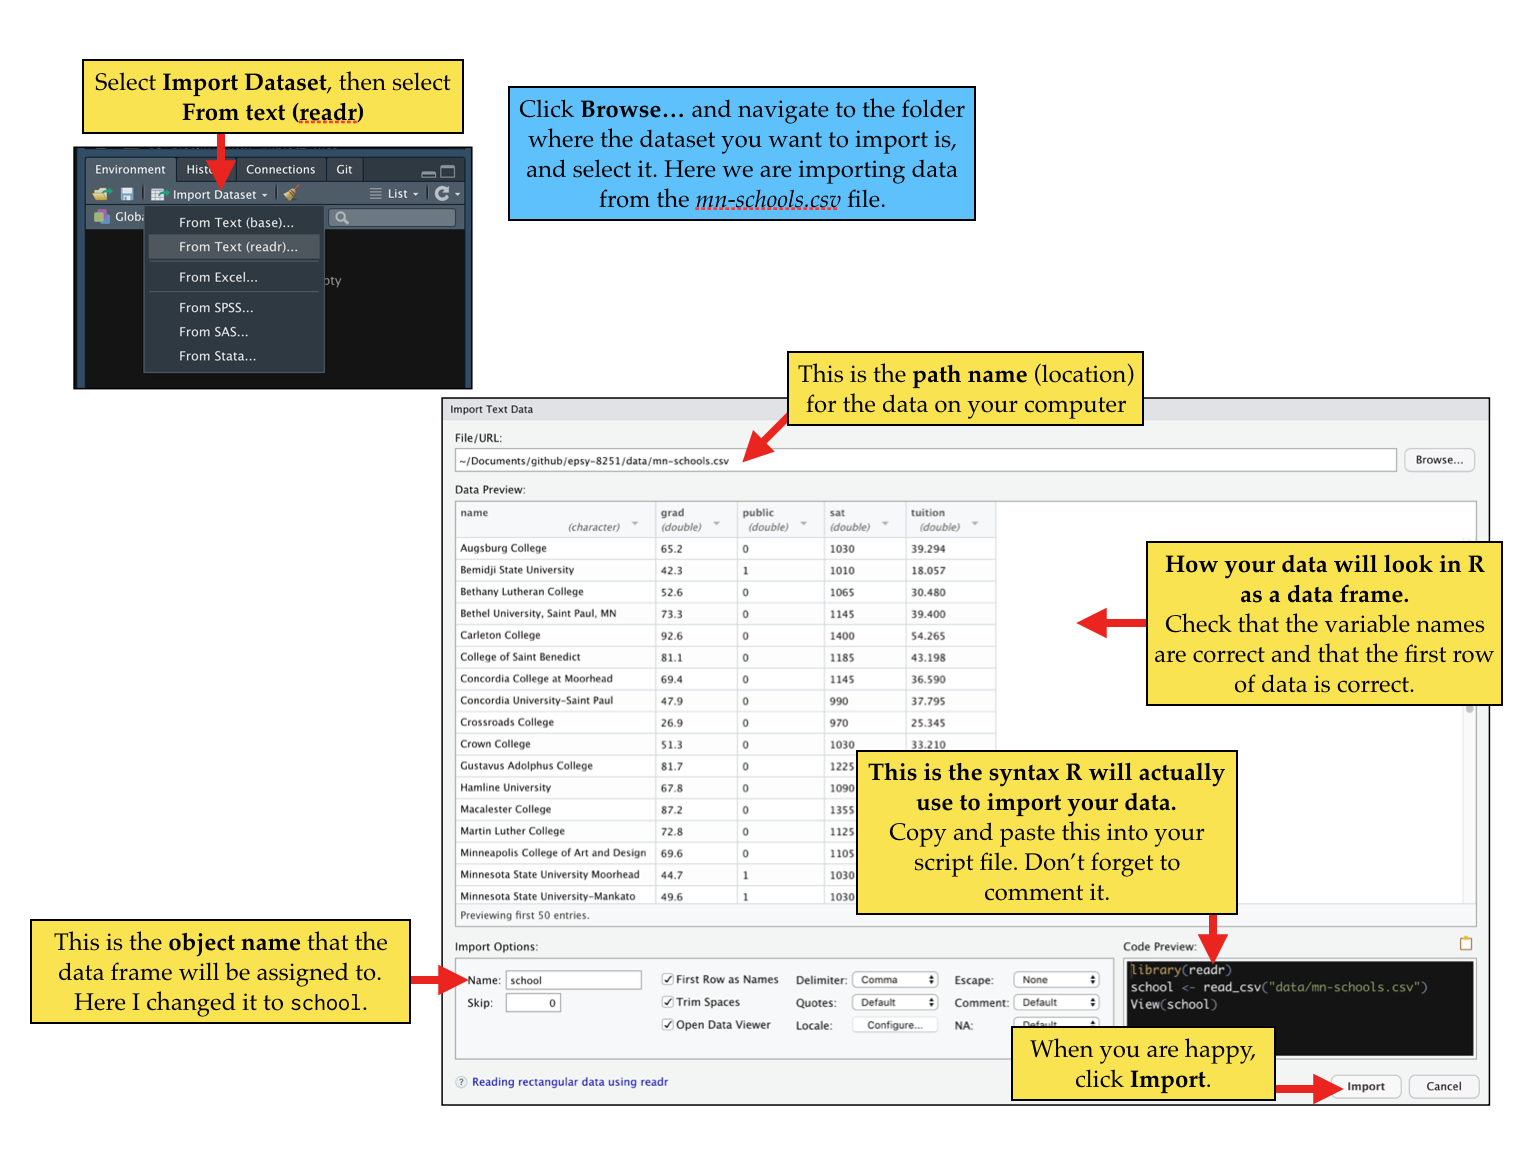 Select Import Dataset, then select
From text (readr)
Click Browse… and navigate to the folder
where the dataset you want to import is,
and select it. Here we are importing data
from the mn-schools.csv file.
Environment Connections Git
Import Dataset List
From Text (base)...
From Text (readr)...
From Excel...
From SPSS...
From SAS...
From Stata...
This is the path name (location)
for the data on your computer
Import Text Data
File/URL:
~/Documents/github/epsy-8251/data/mn-schools.csv Browse...
Data Preview:
name grad public sat tuition
(character) (double) (double) (double) (double)
Augsburg College 65.2 0 1030 39.294
Bemidji State University 42.3 1 1010 18.057
Bethany Lutheran College 52.6 0 1065 30.480
Bethel University, Saint Paul, MN 73.3 0 1145 39.400
Carleton College 92.6 0 1400 54.265
College of Saint Benedict 81.1 0 1185 43.198
Concordia College at Moorhead 69.4 0 1145 36.590
Concordia University-Saint Paul 47.9 0 990 37.795
Crossroads College 26.9 0 970 25.345
Crown College 51.3 0 1030 33.210
Gustavus Adolphus College 81.7 0 1225
Hamline University 67.8 0 1090
Macalester College 87.2 0 1355
Martin Luther College 72.8 0 1125
Minneapolis College of Art and Design 69.6 0 1105
Minnesota State University Moorhead 44.7 1 1030
Minnesota State University-Mankato 49.6 1 1030
Previewing first 50 entries.
How your data will look in R
as a data frame.
Check that the variable names
are correct and that the first row
of data is correct.
This is the syntax R will actually
use to import your data.
Copy and paste this into your
script file. Don't forget to
comment it.
This is the object name that the
data frame will be assigned to.
Here I changed it to school.
Import Options:
Name: school First Row as Names Delimiter: Comma Escape: None
Skip: 0 Trim Spaces Quotes: Default Comment: Default
Open Data Viewer Locale: Configure... NA: Default
Code Preview:
library(readr)
school <- read_csv("data/mn-schools.csv")
View(school)
When you are happy,
click Import.
Reading rectangular data using readr
Import Cancel